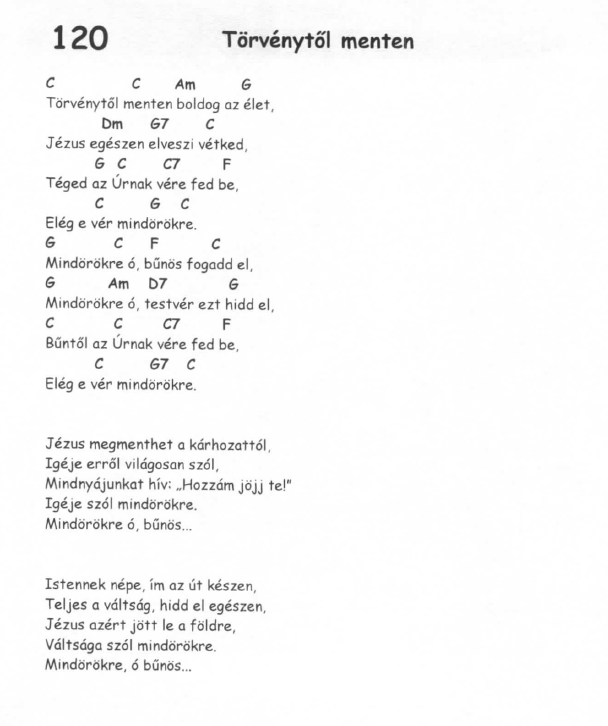 120 Törvénytől menten
C C Am G
Törvénytől menten boldog az élet,
Dm G7 C
Jézus egészen elveszi vétked,
G C C7 F
Téged az Úrnak vére fed be,
C G C
Elég e vér mindörökre.
G C F C
Mindörökre ó, bűnös fogadd el,
G Am D7 G
Mindörökre ó, testvér ezt hidd el,
C C C7 F
Bűntől az Úrnak vére fed be,
C G7 C
Elég e vér mindörökre.
Jézus megmenthet a kárhozattól,
Igéje erről világosan szól,
Mindnyájunkat hív: „Hozzám jöjj te!"
Igéje szól mindörökre.
Mindörökre ó, bűnös...
Istennek népe, ím az út készen,
Teljes a váltság, hidd el egészen,
Jézus azért jött le a földre,
Váltsága szól mindörökre.
Mindörökre, ó bűnös...